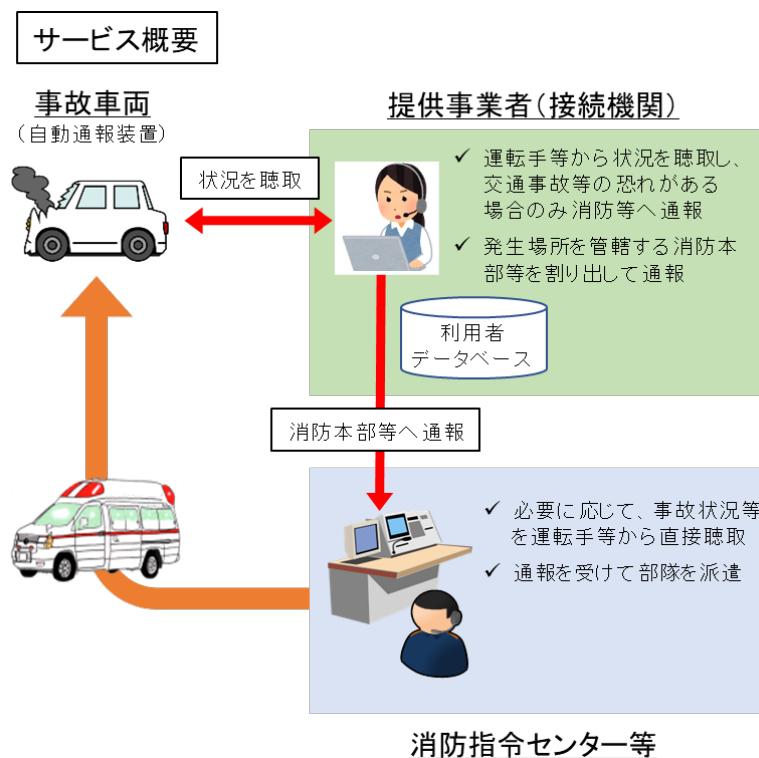 サービス概要
事故車両
（自動通報装置）
提供事業者（接続機関）
状況を聴取
✓ 運転手等から状況を聴取し、
交通事故等の恐れがある
場合のみ消防等へ通報
✓ 発生場所を管轄する消防本
部等を割り出して通報
利用者
データベース
消防本部等へ通報
✓ 必要に応じて、事故状況等
を運転手等から直接聴取
✓ 通報を受けて部隊を派遣
消防指令センター等